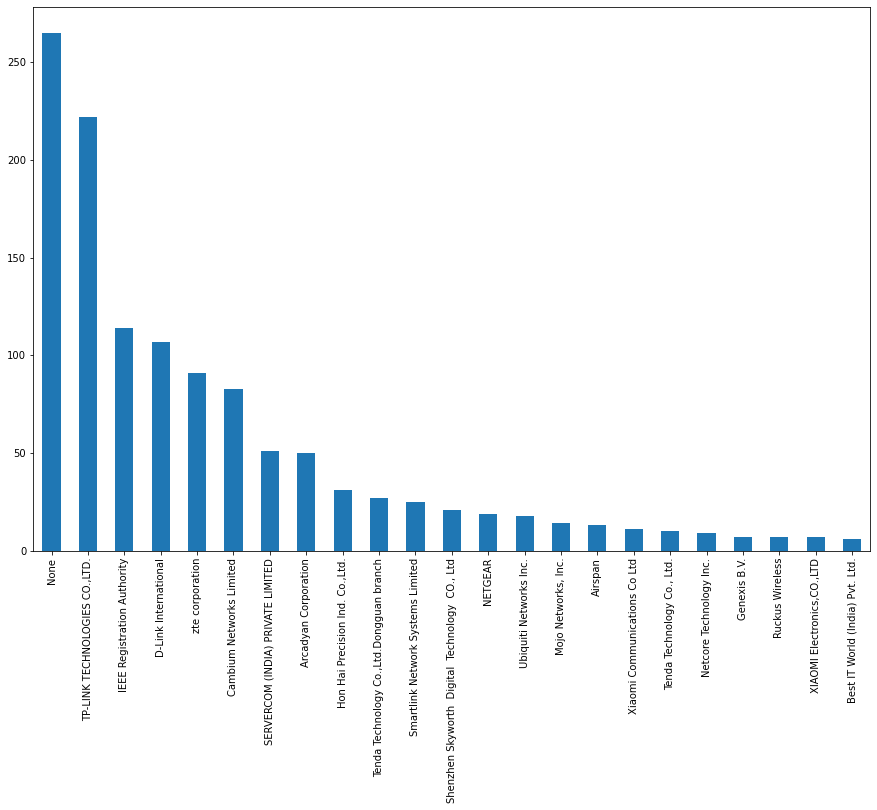 250
200
150
100
50
0
None
TP-LINK TECHNOLOGIES CO.,LTD.
IEEE Registration Authority
D-Link International
zte corporation
Cambium Networks Limited
SERVERCOM (INDIA) PRIVATE LIMITED
Arcadyan Corporation
Hon Hai Precision Ind. Co.,Ltd.
Tenda Technology Co.,Ltd.Dongguan branch
Smartlink Network Systems Limited
Shenzhen Skyworth  Digital  Technology  CO., Ltd
NETGEAR
Ubiquiti Networks Inc.
Mojo Networks, Inc.
Airspan
Xiaomi Communications Co Ltd
Tenda Technology Co., Ltd.
Netcore Technology Inc.
Genexis B.V.
Ruckus Wireless
XIAOMI Electronics,CO.,LTD
Best IT World (India) Pvt. Ltd.